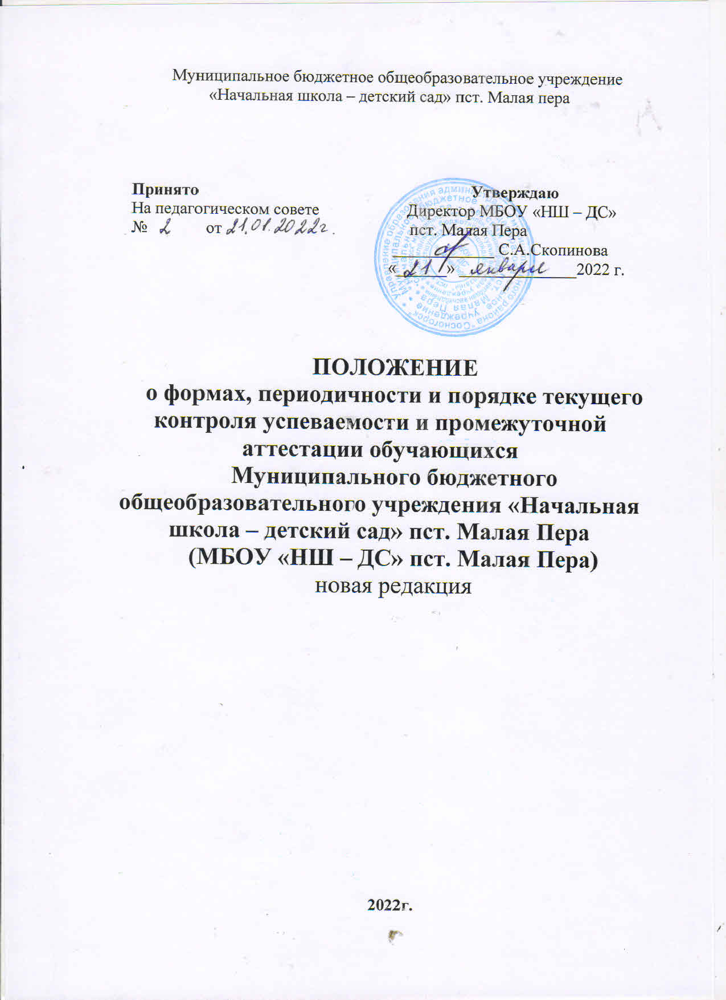 Муниципальное бюджетное общеобразовательное учреждение
«Начальная школа – детский сад» пст. Малая пера
Принято
На педагогическом совете
№ 2 от 21.01.2022г.
Утверждаю
Директор МБОУ «НШ – ДС»
пст. Малая Пера
____________ С.А.Скопинова
«21» января 2022 г.
ПОЛОЖЕНИЕ
о формах, периодичности и порядке текущего
контроля успеваемости и промежуточной
аттестации обучающихся
Муниципального бюджетного
общеобразовательного учреждения «Начальная
школа – детский сад» пст. Малая Пера
(МБОУ «НШ – ДС» пст. Малая Пера)
новая редакция
2022г.